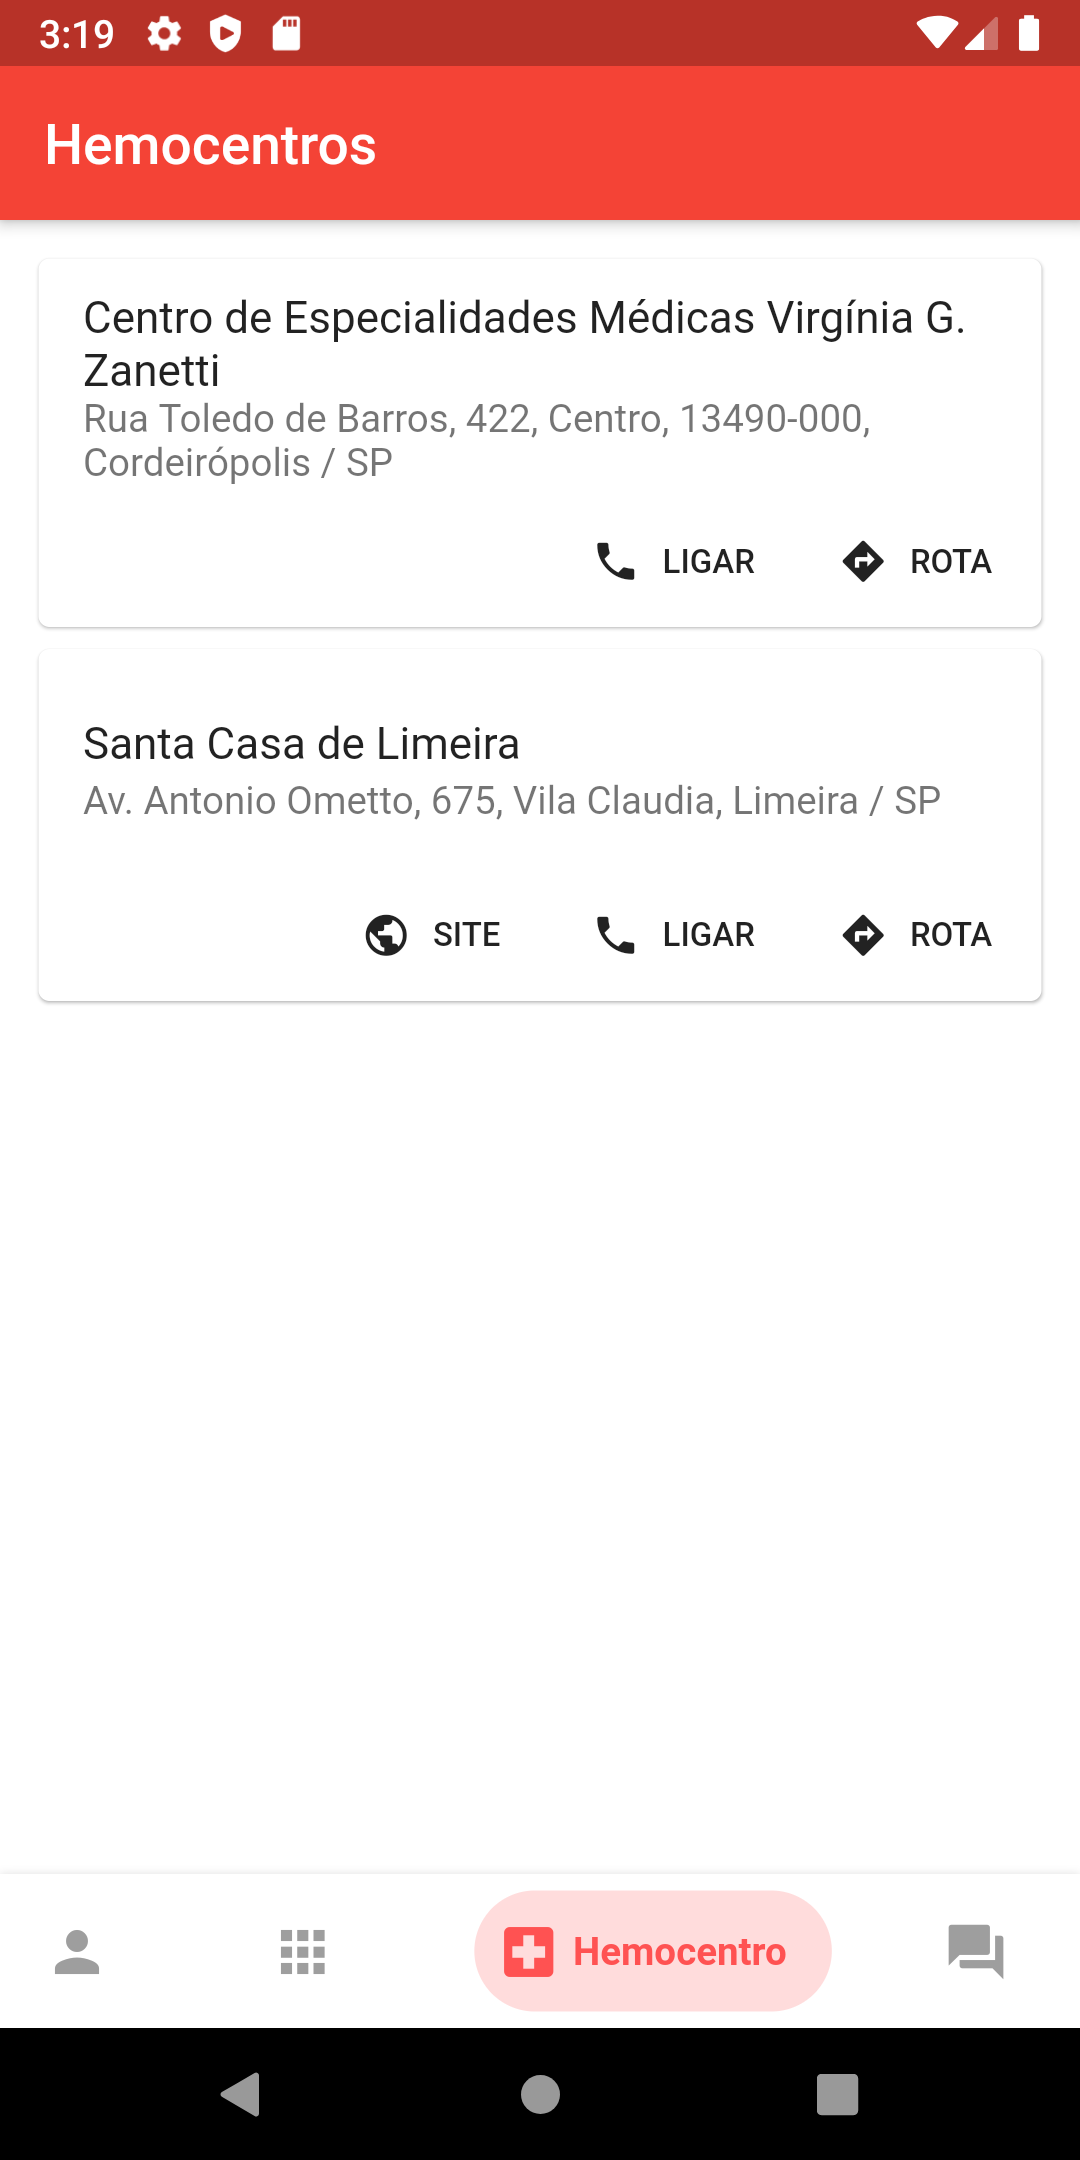 3:19
Hemocentros
Centro de Especialidades Médicas Virgínia G.
Zanetti
Rua Toledo de Barros, 422, Centro, 13490-000,
Cordeirópolis / SP
LIGAR ROTA
Santa Casa de Limeira
Av. Antonio Ometto, 675, Vila Claudia, Limeira / SP
SITE LIGAR ROTA
Hemocentro